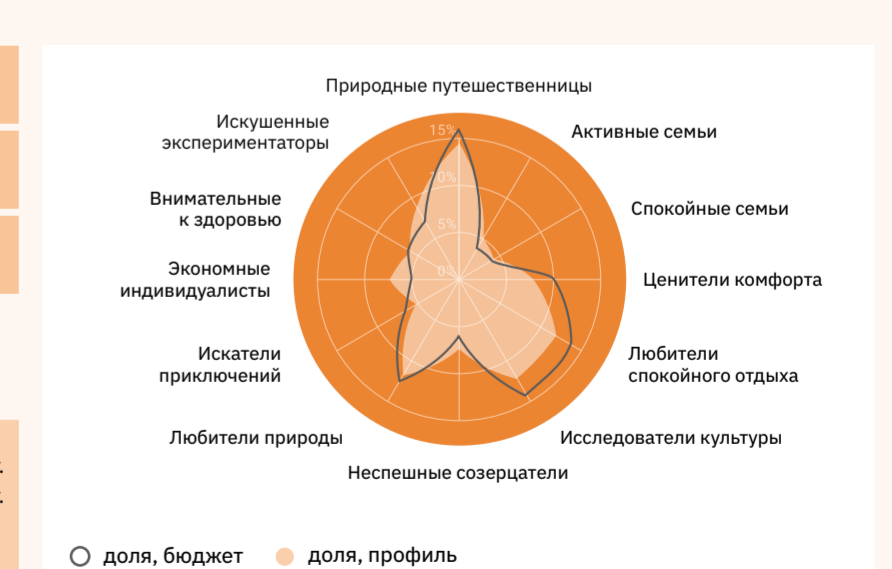 Природные путешественницы
Искушенные
экспериментаторы
Активные семьи
Внимательные
к здоровью
Спокойные семьи
Экономные
индивидуалисты
Ценители комфорта
Искатели
приключений
Любители
спокойного отдыха
Любители природы
Исследователи культуры
Неспешные созерцатели
15%
10%
5%
0%
доля, бюджет
доля, профиль